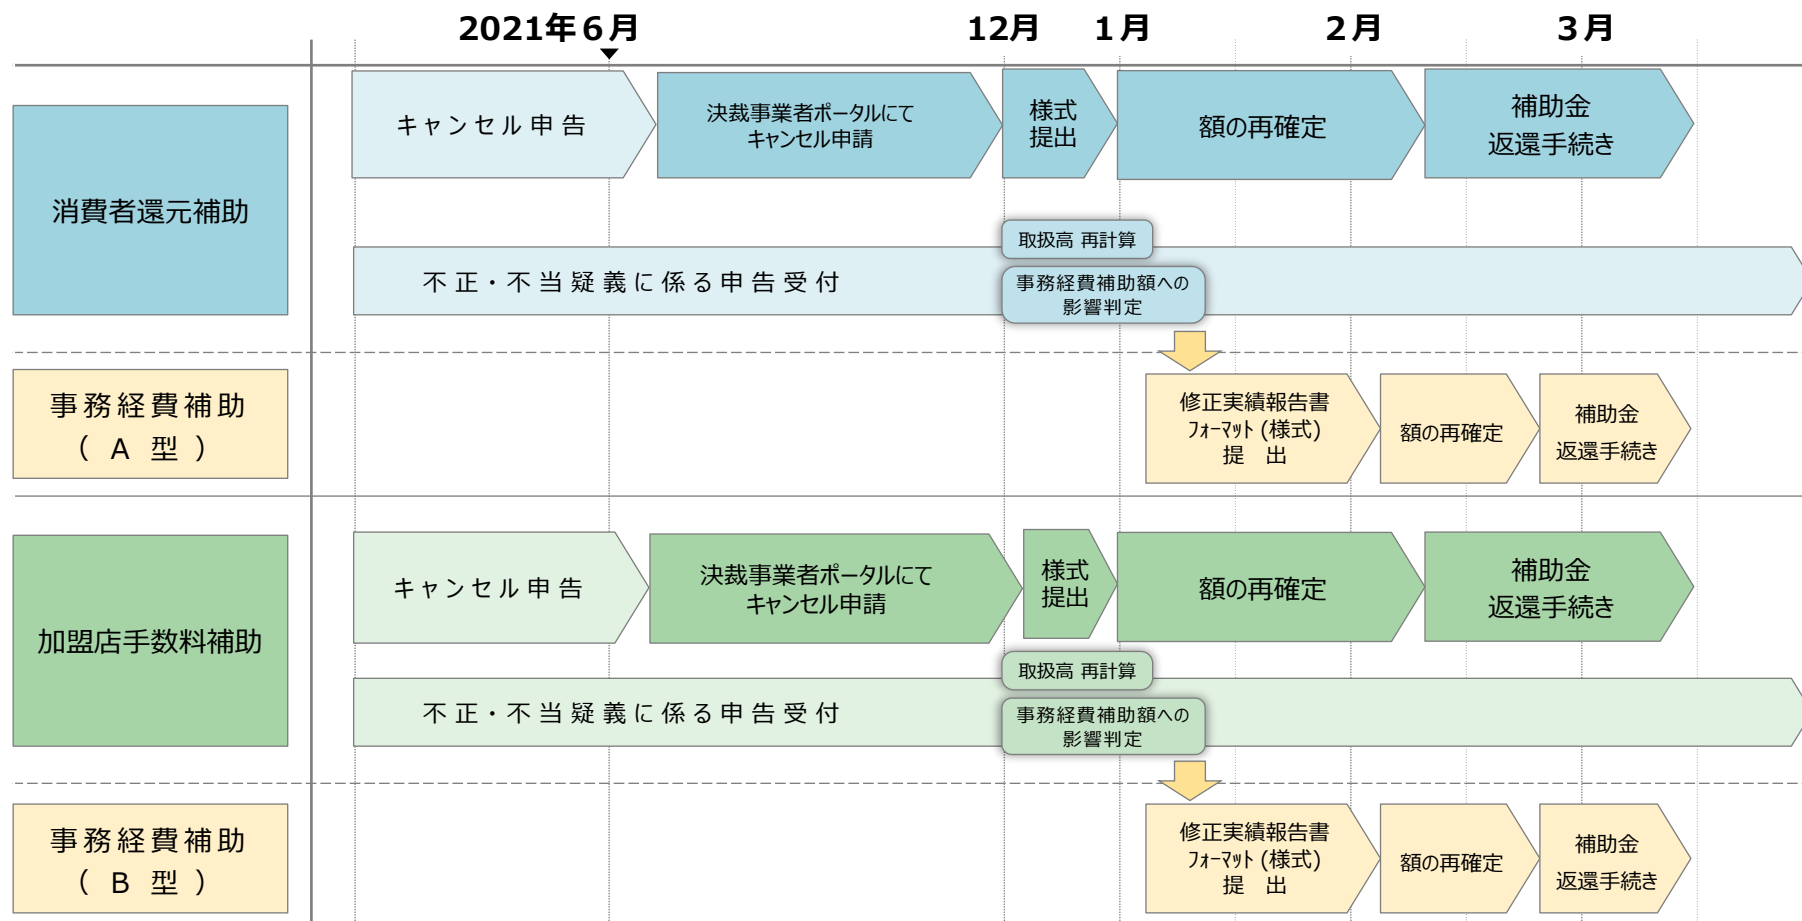 2021年6月
12月
1月
2月
3月
消費者還元補助
キャンセル申告
決裁事業者ポータルにて
キャンセル申請
様式
提出
額の再確定
補助金
返還手続き
取扱高 再計算
不正・不当疑義に係る申告受付
事務経費補助額への
影響判定
事務経費補助
(A型)
修正実績報告書
フォーマット(様式)
提 出
額の再確定
補助金
返還手続き
加盟店手数料補助
キャンセル申告
決裁事業者ポータルにて
キャンセル申請
様式
提出
額の再確定
補助金
返還手続き
取扱高 再計算
不正・不当疑義に係る申告受付
事務経費補助額への
影響判定
事務経費補助
(B型)
修正実績報告書
フォーマット(様式)
提 出
額の再確定
補助金
返還手続き